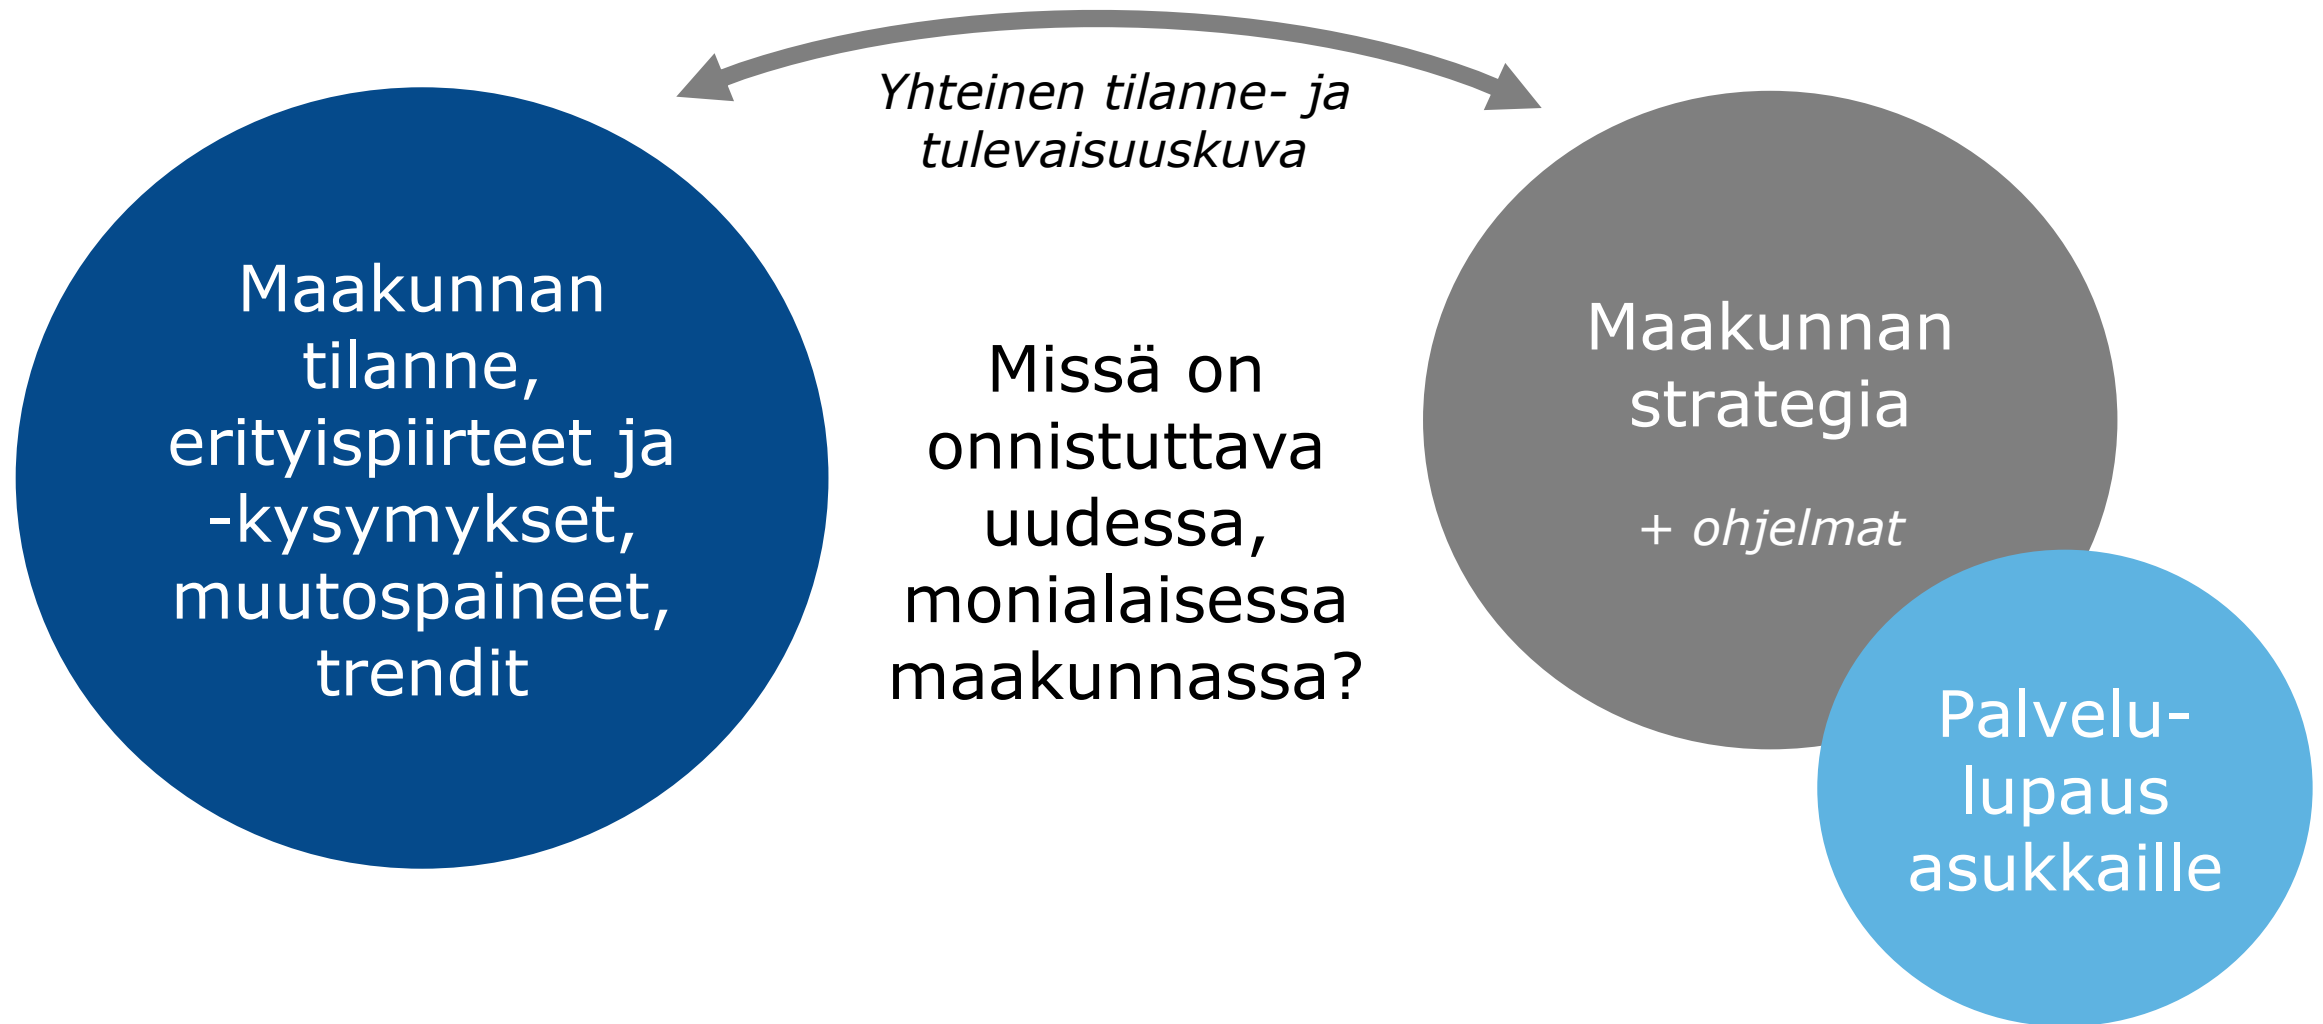 Yhteinen tilanne- ja
tulevaisuuskuva
Maakunnan
tilanne,
erityispiirteet ja
-kysymykset,
muutospaineet,
trendit
Missä on
onnistuttava
uudessa,
monialaisessa
maakunnassa?
Maakunnan
strategia
+ ohjelmat
Palvelu-
lupaus
asukkaille